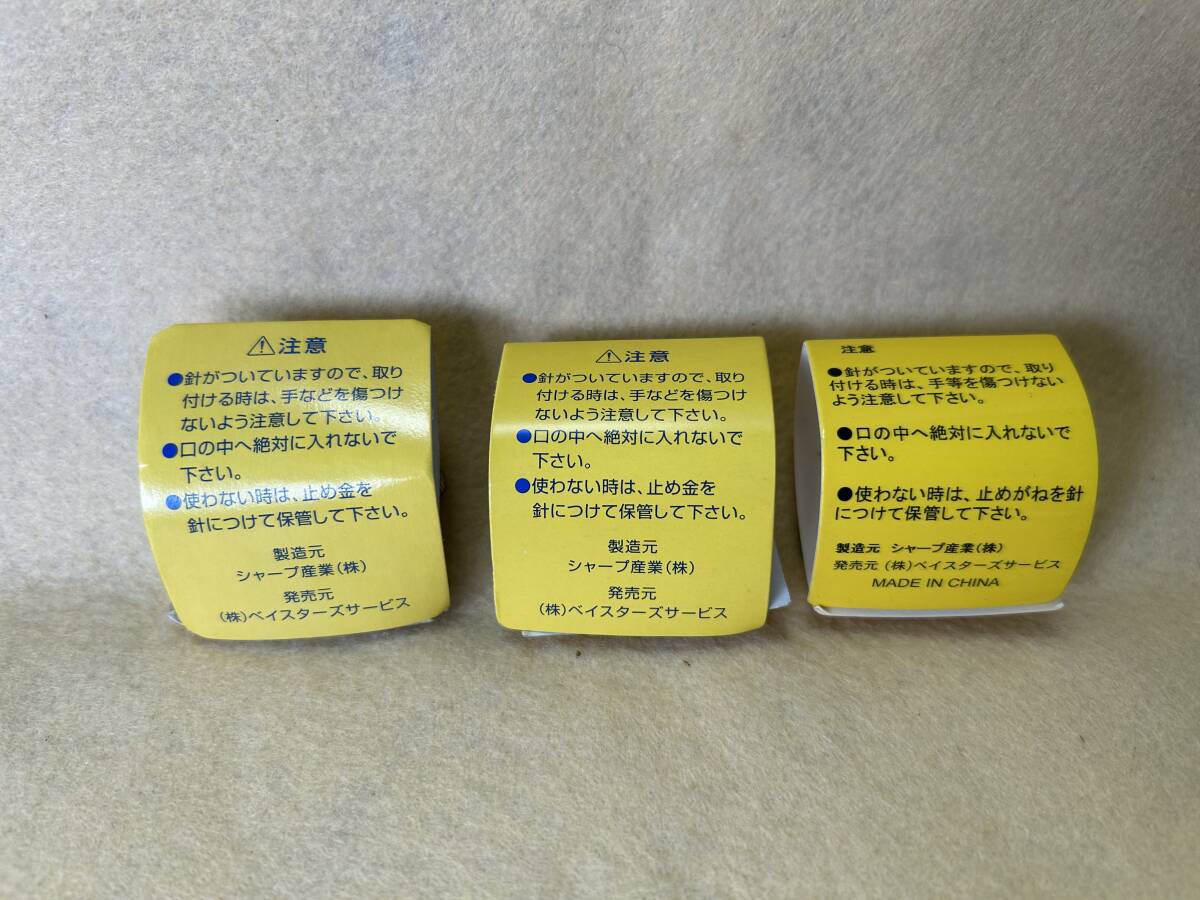 ⚠注意
●針がついていますので、取り
付ける時は、手などを傷つけ
ないよう注意して下さい。
●口の中へ絶対に入れないで
下さい。
●使わない時は、止め金を
針につけて保管して下さい。
製造元
シャープ産業(株)
発売元
(株)ベイスターズサービス
⚠注意
●針がついていますので、取り
付ける時は、手などを傷つけ
ないよう注意して下さい。
●口の中へ絶対に入れないで
下さい。
●使わない時は、止め金を
針につけて保管して下さい。
製造元
シャープ産業(株)
発売元
(株)ベイスターズサービス
注意
●針がついていますので、取り
付ける時は、手等を傷つけない
よう注意して下さい。
●口の中へ絶対に入れないで
下さい。
●使わない時は、止めがねを針
につけて保管して下さい。
製造元 シャープ産業(株)
発売元 (株)ベイスターズサービス
MADE IN CHINA